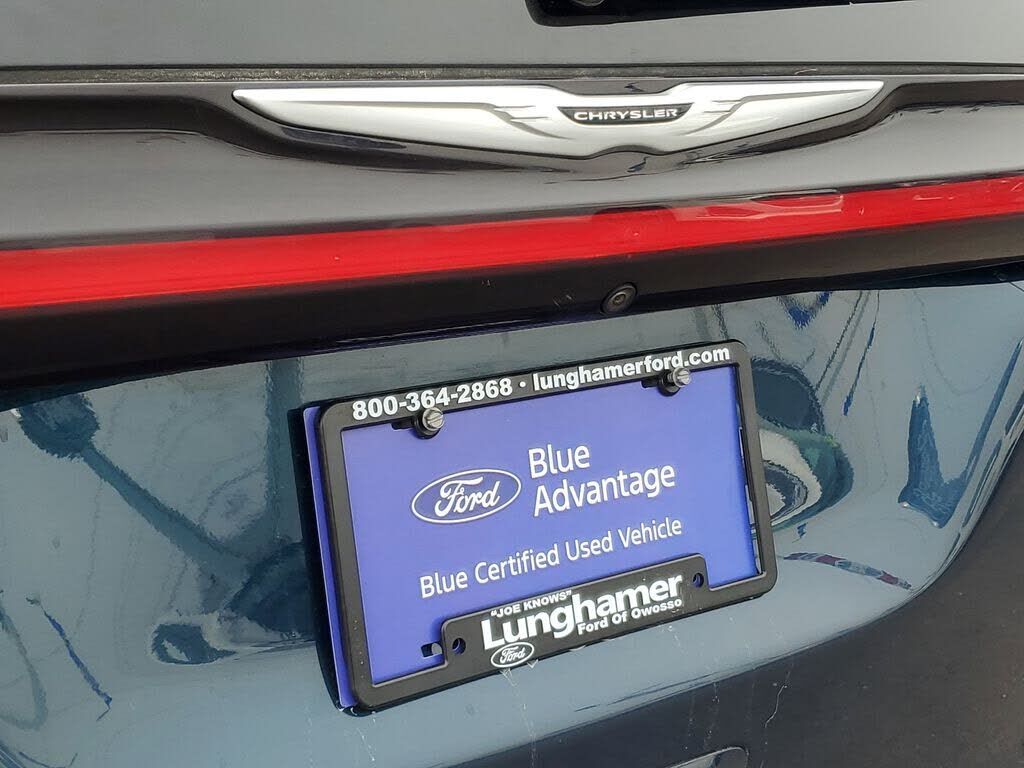 CHRYSLER
800-364-2868 · lunghamerford.com
Ford
Blue
Advantage
Blue Certified Used Vehicle
"JOE KNOWS"
Lunghamer
Ford Of Owosso
Ford